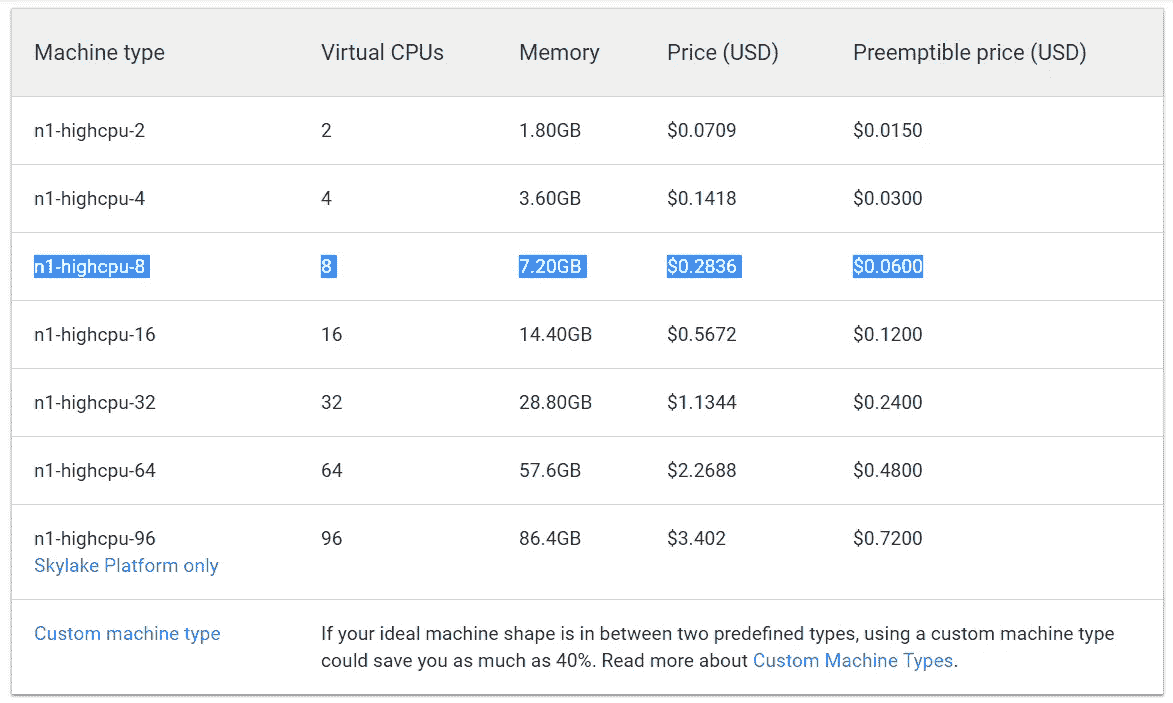 Machine type Virtual CPUs Memory Price (USD) Preemptible price (USD)
n1-highcpu-2 2 1.80GB $0.0709 $0.0150
n1-highcpu-4 4 3.60GB $0.1418 $0.0300
n1-highcpu-8 8 7.20GB $0.2836 $0.0600
n1-highcpu-16 16 14.40GB $0.5672 $0.1200
n1-highcpu-32 32 28.80GB $1.1344 $0.2400
n1-highcpu-64 64 57.6GB $2.2688 $0.4800
n1-highcpu-96 96 86.4GB $3.402 $0.7200
Skylake Platform only
Custom machine type If your ideal machine shape is in between two predefined types, using a custom machine type
could save you as much as 40%. Read more about Custom Machine Types.